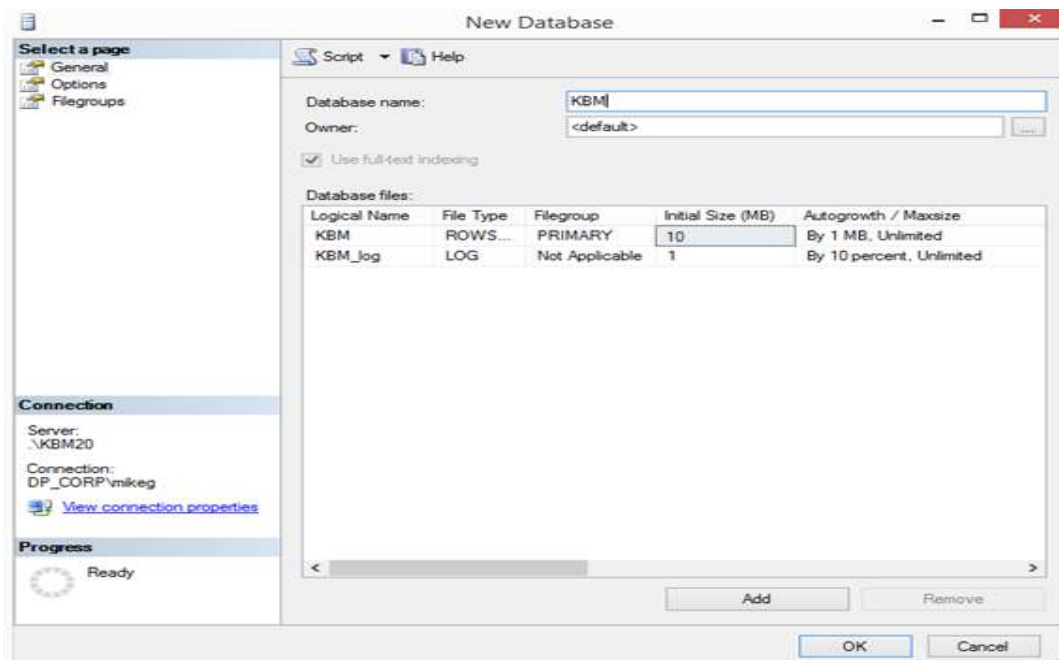 New Database
Select a page
General
Options
Filegroups
Script
Help
Database name:
KBM
Owner:
<default>
...
Use full-text indexing
Database files:
Logical Name File Type Filegroup Initial Size (MB) Autogrowth / Maxsize
KBM ROWS... PRIMARY 10 By 1 MB, Unlimited
KBM_log LOG Not Applicable 1 By 10 percent, Unlimited
Connection
Server:
.\KBM20
Connection:
DP_CORP\mikeg
View connection properties
Progress
Ready
Add
Remove
OK
Cancel